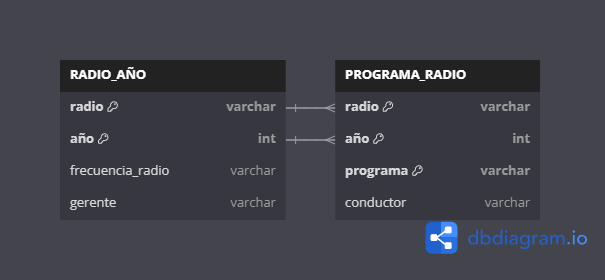 RADIO_AÑO
radio varchar
año int
frecuencia_radio varchar
gerente varchar
PROGRAMA_RADIO
radio varchar
año int
programa varchar
conductor varchar
dbdiagram.io